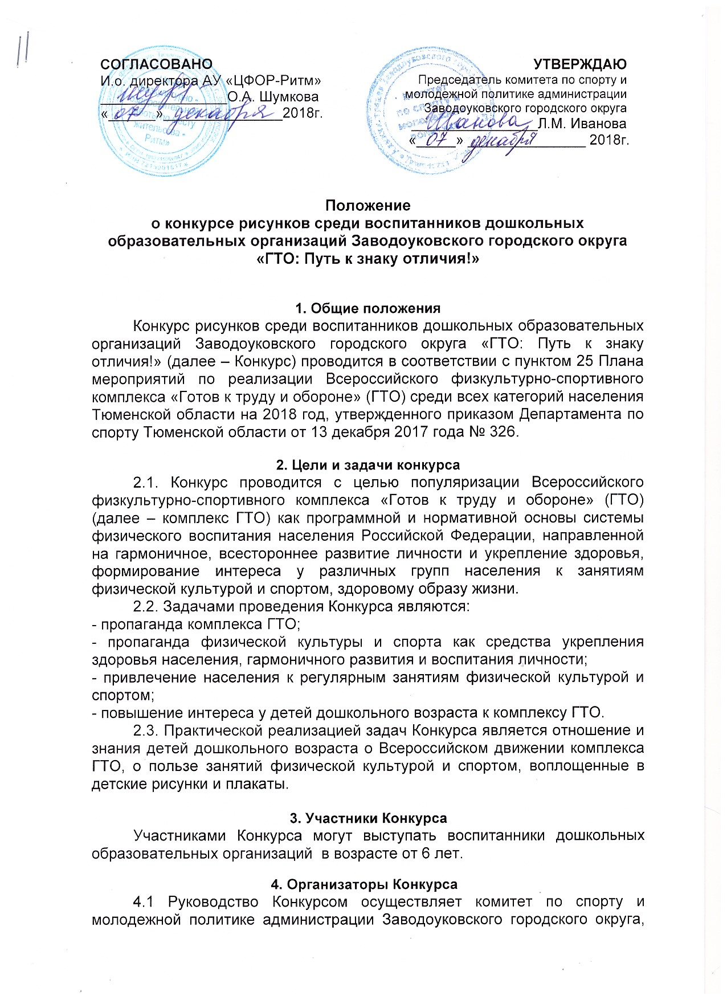 СОГЛАСОВАНО
И.о. директора АУ «ЦФОР-Ритм»
О.А. Шумкова
«07» декабря 2018г.
УТВЕРЖДАЮ
Председатель комитета по спорту и
молодежной политике администрации
Заводоуковского городского округа
Иванова Л.М. Иванова
«07» декабря 2018г.
Положение
о конкурсе рисунков среди воспитанников дошкольных
образовательных организаций Заводоуковского городского округа
«ГТО: Путь к знаку отличия!»
1. Общие положения
Конкурс рисунков среди воспитанников дошкольных образовательных
организаций Заводоуковского городского округа «ГТО: Путь к знаку
отличия!» (далее – Конкурс) проводится в соответствии с пунктом 25 Плана
мероприятий по реализации Всероссийского физкультурно-спортивного
комплекса «Готов к труду и обороне» (ГТО) среди всех категорий населения
Тюменской области на 2018 год, утвержденного приказом Департамента по
спорту Тюменской области от 13 декабря 2017 года № 326.
2. Цели и задачи конкурса
2.1. Конкурс проводится с целью популяризации Всероссийского
физкультурно-спортивного комплекса «Готов к труду и обороне» (ГТО)
(далее – комплекс ГТО) как программной и нормативной основы системы
физического воспитания населения Российской Федерации, направленной
на гармоничное, всестороннее развитие личности и укрепление здоровья,
формирование интереса у различных групп населения к занятиям
физической культурой и спортом, здоровому образу жизни.
2.2. Задачами проведения Конкурса являются:
- пропаганда комплекса ГТО;
- пропаганда физической культуры и спорта как средства укрепления
здоровья населения, гармоничного развития и воспитания личности;
- привлечение населения к регулярным занятиям физической культурой и
спортом;
- повышение интереса у детей дошкольного возраста к комплексу ГТО.
2.3. Практической реализацией задач Конкурса является отношение и
знания детей дошкольного возраста о Всероссийском движении комплекса
ГТО, о пользе занятий физической культурой и спортом, воплощенные в
детские рисунки и плакаты.
3. Участники Конкурса
Участниками Конкурса могут выступать воспитанники дошкольных
образовательных организаций в возрасте от 6 лет.
4. Организаторы Конкурса
4.1 Руководство Конкурсом осуществляет комитет по спорту и
молодежной политике администрации Заводоуковского городского округа,